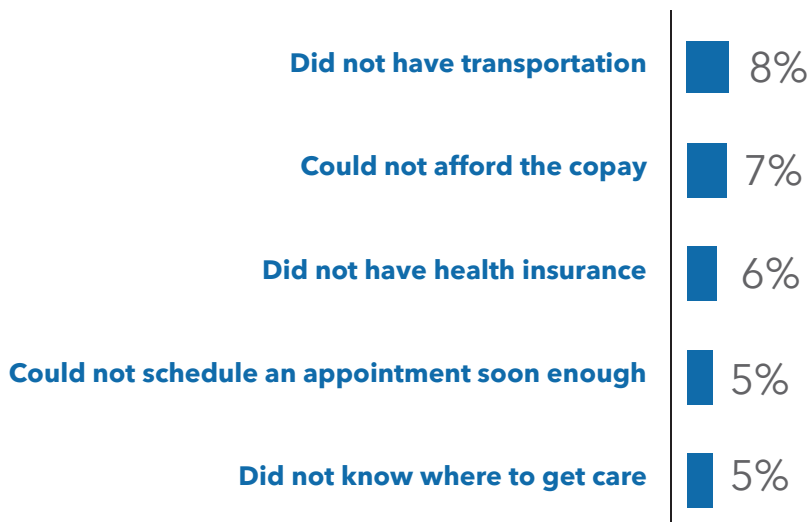 Did not have transportation 8%
Could not afford the copay 7%
Did not have health insurance 6%
Could not schedule an appointment soon enough 5%
Did not know where to get care 5%